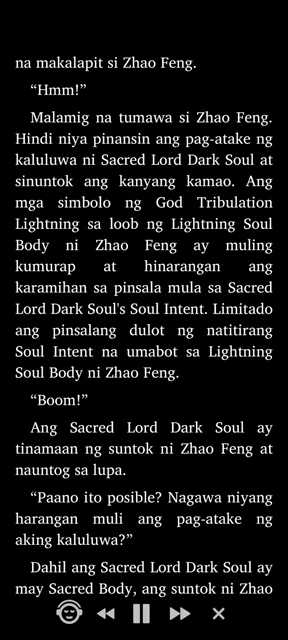 na makalapit si Zhao Feng.
“Hmm!”
Malamig na tumawa si Zhao Feng.
Hindi niya pinansin ang pag-atake ng
kaluluwa ni Sacred Lord Dark Soul at
sinuntok ang kanyang kamao. Ang
mga simbolo ng God Tribulation
Lightning sa loob ng Lightning Soul
Body ni Zhao Feng ay muling
kumurap at hinarangan ang
karamihan sa pinsala mula sa Sacred
Lord Dark Soul's Soul Intent. Limitado
ang pinsalang dulot ng natitirang
Soul Intent na umabot sa Lightning
Soul Body ni Zhao Feng.
“Boom!”
Ang Sacred Lord Dark Soul ay
tinamaan ng suntok ni Zhao Feng at
nauntog sa lupa.
“Paano ito posible? Nagawa niyang
harangan muli ang pag-atake ng
aking kaluluwa?”
Dahil ang Sacred Lord Dark Soul ay
may Sacred Body, ang suntok ni Zhao